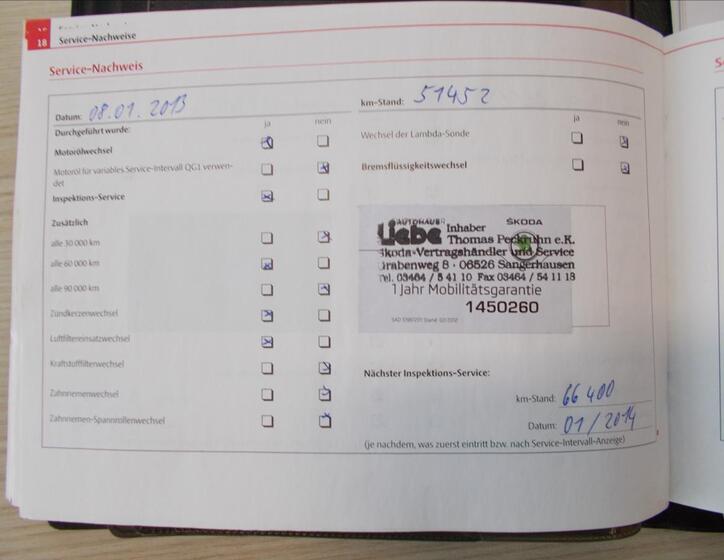 18 Service-Nachweise
Service-Nachweis
Datum: 08.01.2013
km-Stand: 51452
Durchgeführt wurde: ja nein
ja nein
Motorölwechsel
Wechsel der Lambda-Sonde
Motoröl für variables Service-Intervall QG1 verwen-
det
Bremsflüssigkeitswechsel
Inspektions-Service
Zusätzlich
alle 30 000 km
alle 60 000 km
alle 90 000 km
Zündkerzenwechsel
Luftfiltereinsatzwechsel
Kraftstofffilterwechsel
Zahnriemenwechsel
Zahnriemen-Spannrollenwechsel
AUTOHAUS ŠKODA
Liebe Inhaber
Thomas Peckruhn e.K.
Skoda-Vertragshändler und Service
Grabenweg 8 · 06526 Sangerhausen
Tel. 03464 / 5 41 10 Fax 03464 / 54 11 18
1 Jahr Mobilitätsgarantie
1450260
Nächster Inspektions-Service:
km-Stand: 66 400
Datum: 01/2014
(je nachdem, was zuerst eintritt bzw. nach Service-Intervall-Anzeige)